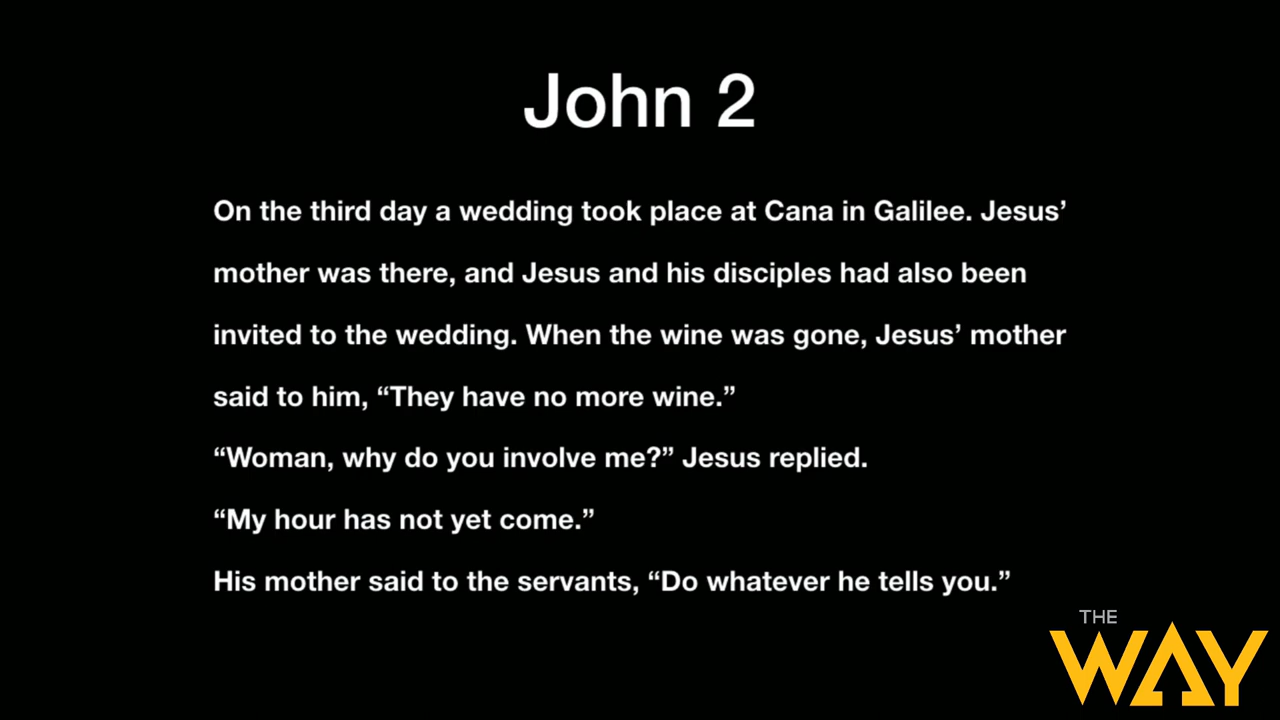 John 2
On the third day a wedding took place at Cana in Galilee. Jesus’
mother was there, and Jesus and his disciples had also been
invited to the wedding. When the wine was gone, Jesus’ mother
said to him, “They have no more wine.”
“Woman, why do you involve me?” Jesus replied.
“My hour has not yet come.”
His mother said to the servants, “Do whatever he tells you.”
THE
WAY